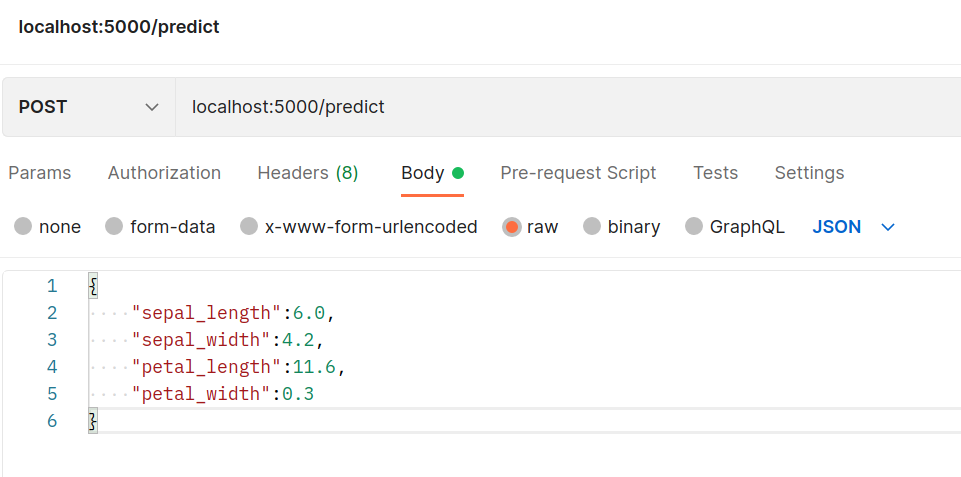 localhost:5000/predict
POST localhost:5000/predict
Params Authorization Headers (8) Body Pre-request Script Tests Settings
none form-data x-www-form-urlencoded raw binary GraphQL JSON
1 {
2 "sepal_length":6.0,
3 "sepal_width":4.2,
4 "petal_length":11.6,
5 "petal_width":0.3
6 }